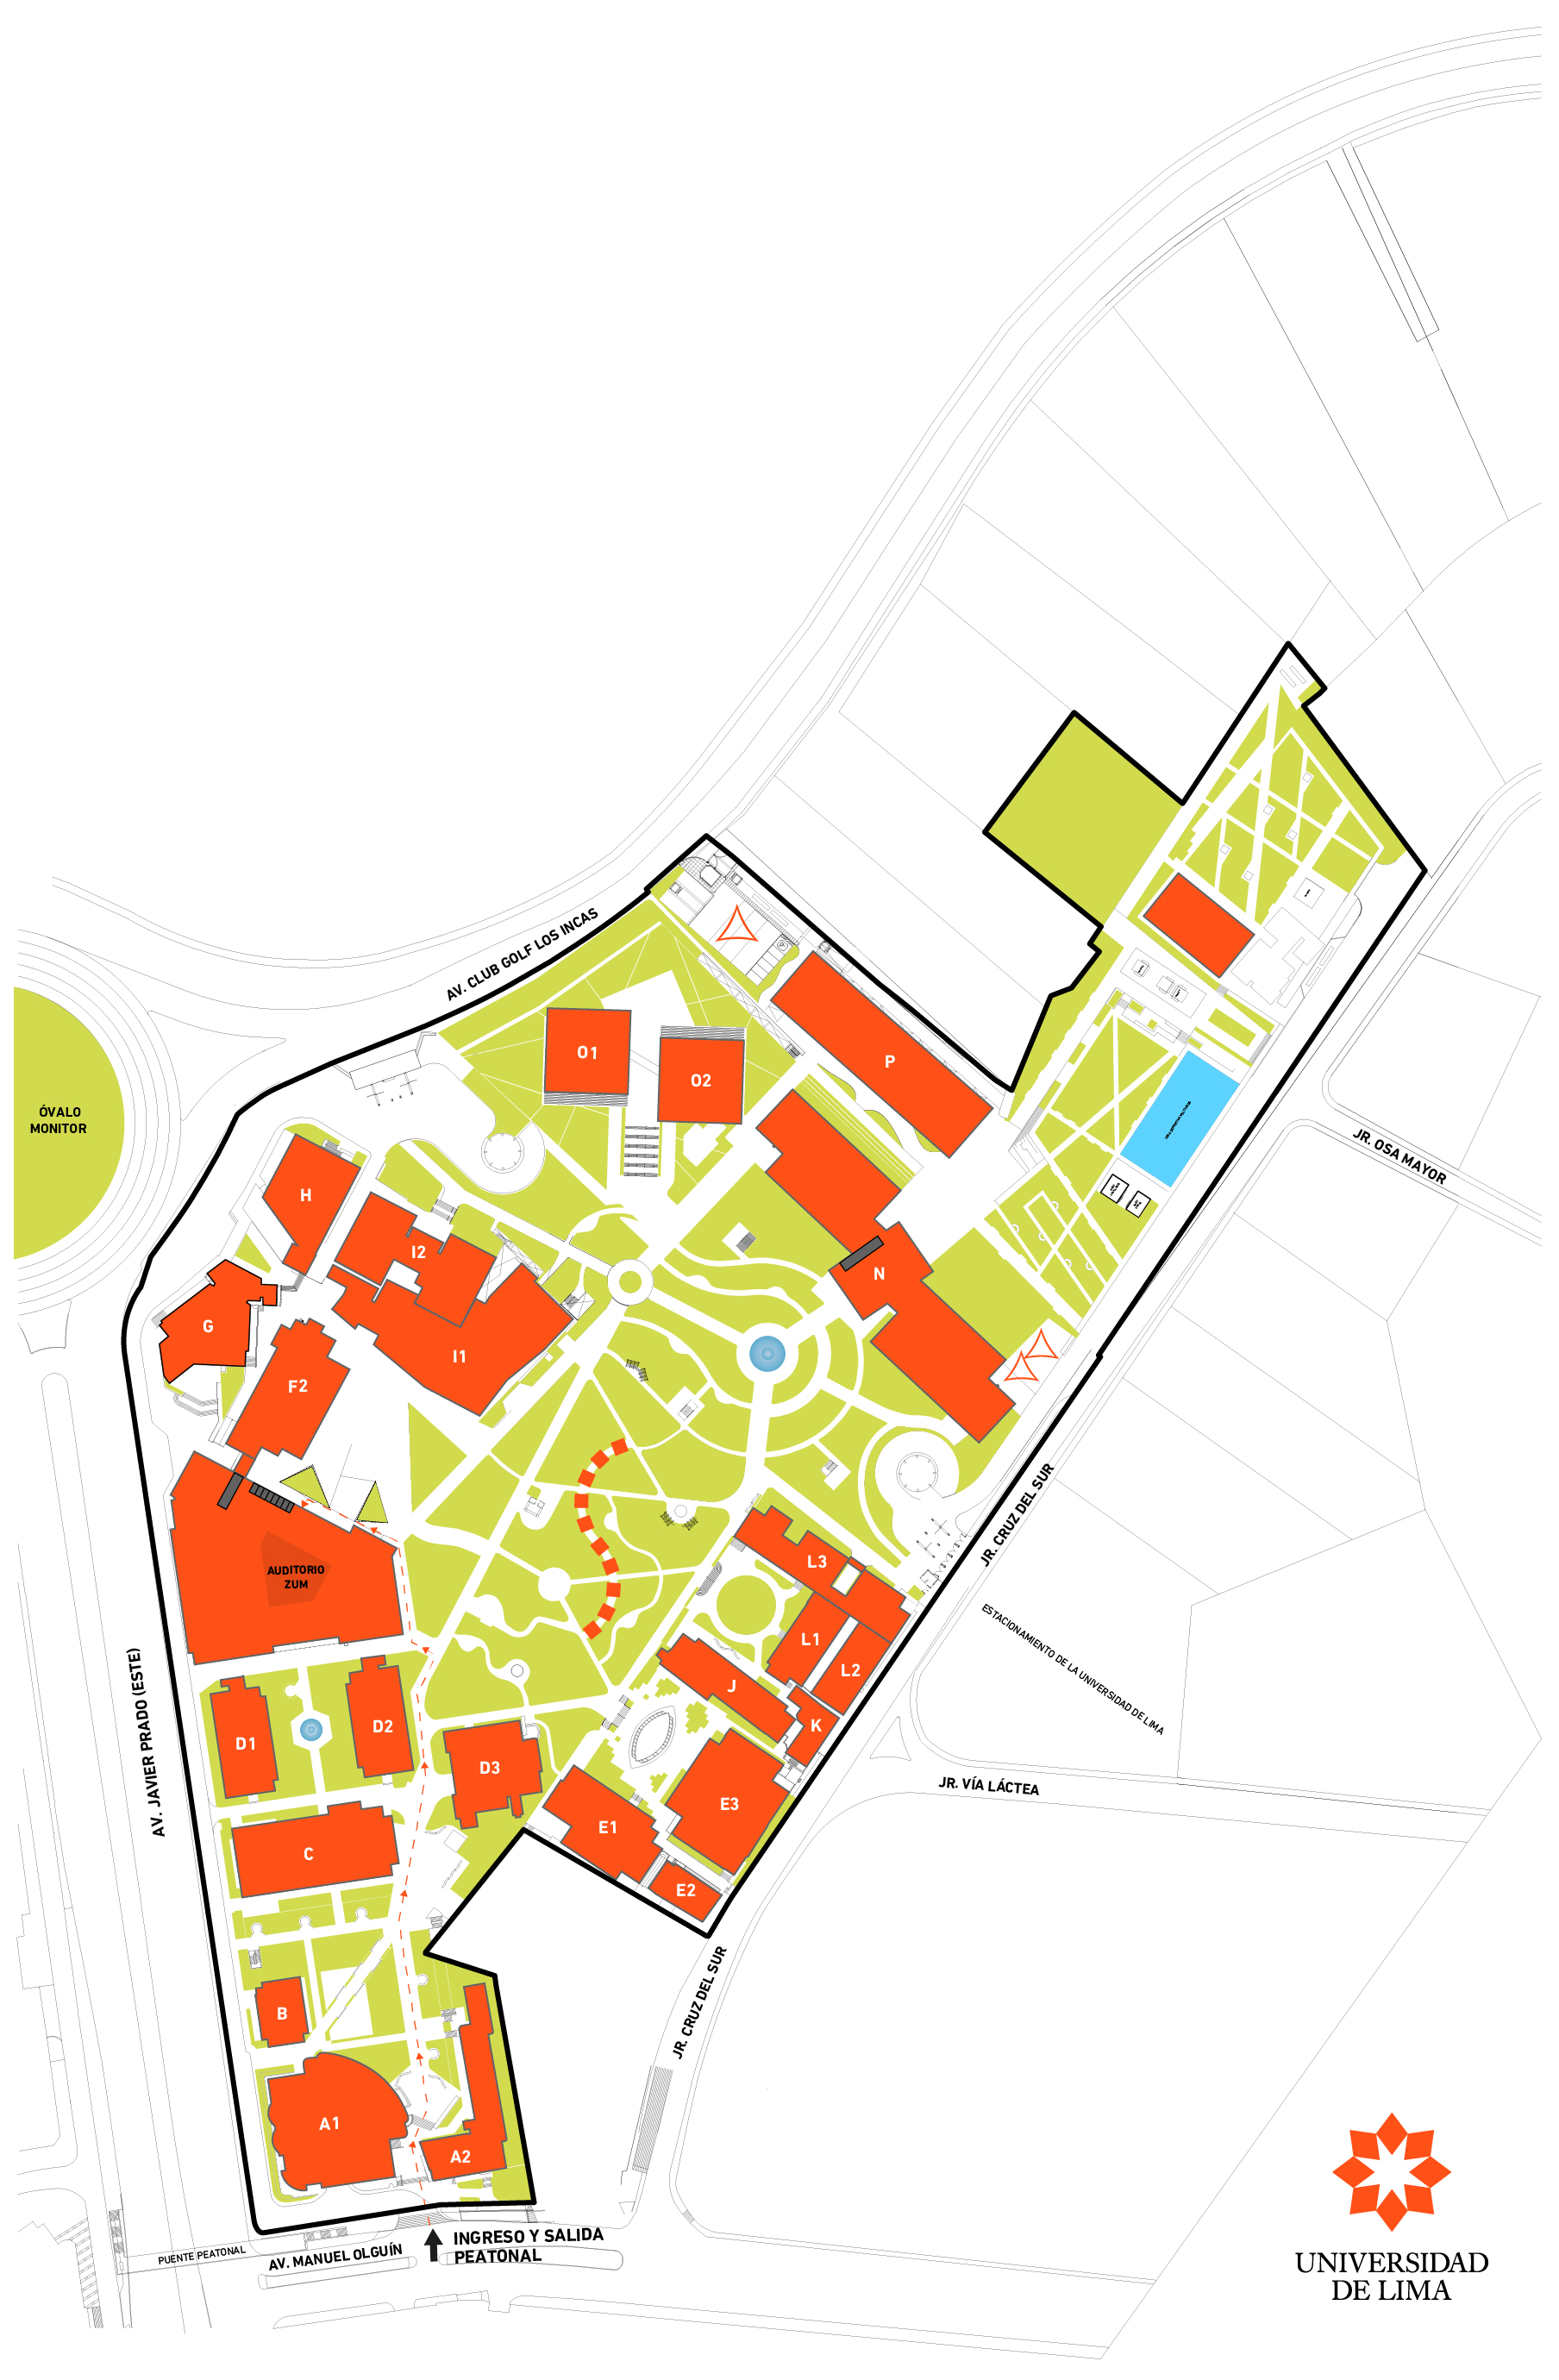 AV. CLUB GOLF LOS INCAS
ÓVALO
MONITOR
O1
O2
P
JR. OSA MAYOR
H
I2
N
G
I1
F2
AUDITORIO
ZUM
L3
JR. CRUZ DEL SUR
L1
L2
ESTACIONAMIENTO DE LA UNIVERSIDAD DE LIMA
J
K
D1
D2
D3
AV. JAVIER PRADO (ESTE)
E3
E1
E2
JR. VÍA LÁCTEA
C
B
JR. CRUZ DEL SUR
A1
A2
INGRESO Y SALIDA
PEATONAL
PUENTE PEATONAL
AV. MANUEL OLGUÍN
UNIVERSIDAD
DE LIMA